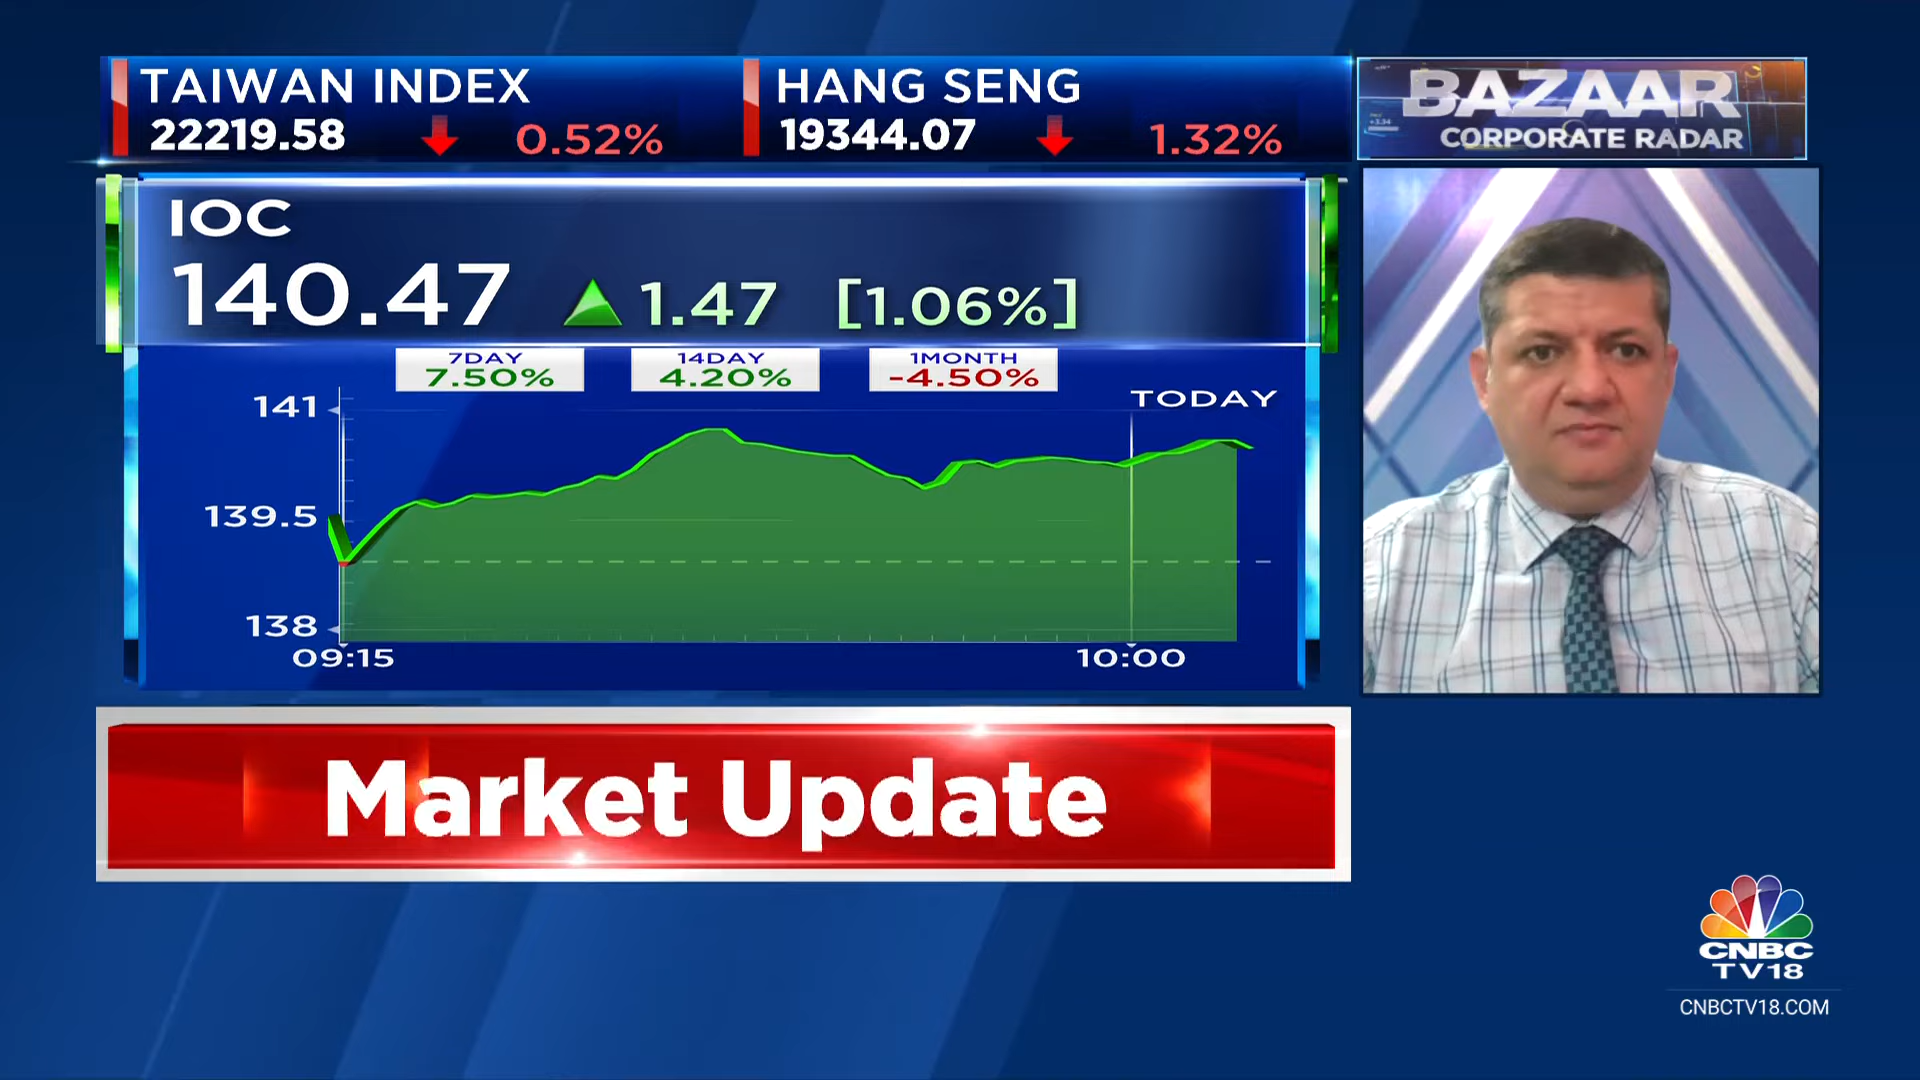 TAIWAN INDEX
22219.58 0.52%
HANG SENG
19344.07 1.32%
BAZAAR
CORPORATE RADAR
IOC
140.47 1.47 [1.06%]
7DAY
7.50%
14DAY
4.20%
1MONTH
-4.50%
TODAY
141
139.5
138
09:15
10:00
Market Update
CNBC
TV18
CNBCTV18.COM